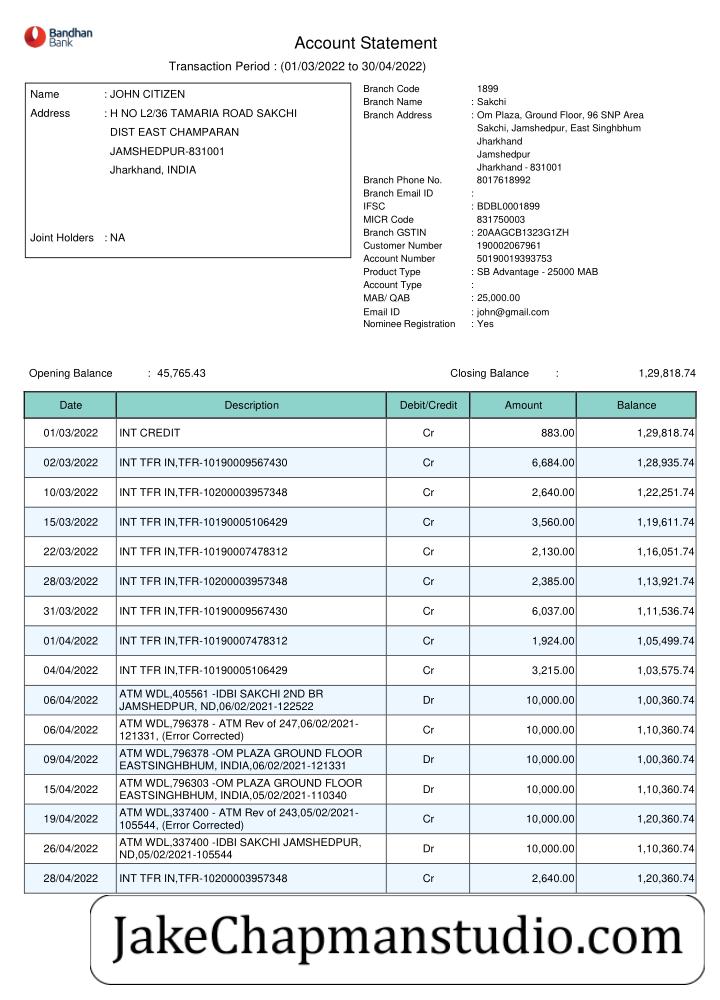 Bandhan
Bank
Account Statement
Transaction Period : (01/03/2022 to 30/04/2022)
Name : JOHN CITIZEN
Address : H NO L2/36 TAMARIA ROAD SAKCHI
DIST EAST CHAMPARAN
JAMSHEDPUR-831001
Jharkhand, INDIA
Joint Holders : NA
Branch Code 1899
Branch Name : Sakchi
Branch Address : Om Plaza, Ground Floor, 96 SNP Area
Sakchi, Jamshedpur, East Singhbhum
Jharkhand
Jamshedpur
Jharkhand - 831001
Branch Phone No. 8017618992
Branch Email ID :
IFSC : BDBL0001899
MICR Code 831750003
Branch GSTIN : 20AAGCB1323G1ZH
Customer Number 190002067961
Account Number 50190019393753
Product Type : SB Advantage - 25000 MAB
Account Type :
MAB/ QAB : 25,000.00
Email ID : john@gmail.com
Nominee Registration : Yes
Opening Balance : 45,765.43 Closing Balance : 1,29,818.74
Date Description Debit/Credit Amount Balance
01/03/2022 INT CREDIT Cr 883.00 1,29,818.74
02/03/2022 INT TFR IN,TFR-10190009567430 Cr 6,684.00 1,28,935.74
10/03/2022 INT TFR IN,TFR-10200003957348 Cr 2,640.00 1,22,251.74
15/03/2022 INT TFR IN,TFR-10190005106429 Cr 3,560.00 1,19,611.74
22/03/2022 INT TFR IN,TFR-10190007478312 Cr 2,130.00 1,16,051.74
28/03/2022 INT TFR IN,TFR-10200003957348 Cr 2,385.00 1,13,921.74
31/03/2022 INT TFR IN,TFR-10190009567430 Cr 6,037.00 1,11,536.74
01/04/2022 INT TFR IN,TFR-10190007478312 Cr 1,924.00 1,05,499.74
04/04/2022 INT TFR IN,TFR-10190005106429 Cr 3,215.00 1,03,575.74
06/04/2022 ATM WDL,405561 -IDBI SAKCHI 2ND BR Dr 10,000.00 1,00,360.74
JAMSHEDPUR, ND,06/02/2021-122522
06/04/2022 ATM WDL,796378 - ATM Rev of 247,06/02/2021- Cr 10,000.00 1,10,360.74
121331, (Error Corrected)
09/04/2022 ATM WDL,796378 -OM PLAZA GROUND FLOOR Dr 10,000.00 1,00,360.74
EASTSINGHBHUM, INDIA,06/02/2021-121331
15/04/2022 ATM WDL,796303 -OM PLAZA GROUND FLOOR Dr 10,000.00 1,10,360.74
EASTSINGHBHUM, INDIA,05/02/2021-110340
19/04/2022 ATM WDL,337400 - ATM Rev of 243,05/02/2021- Cr 10,000.00 1,20,360.74
105544, (Error Corrected)
26/04/2022 ATM WDL,337400 -IDBI SAKCHI JAMSHEDPUR, Dr 10,000.00 1,10,360.74
ND,05/02/2021-105544
28/04/2022 INT TFR IN,TFR-10200003957348 Cr 2,640.00 1,20,360.74
JakeChapmanstudio.com